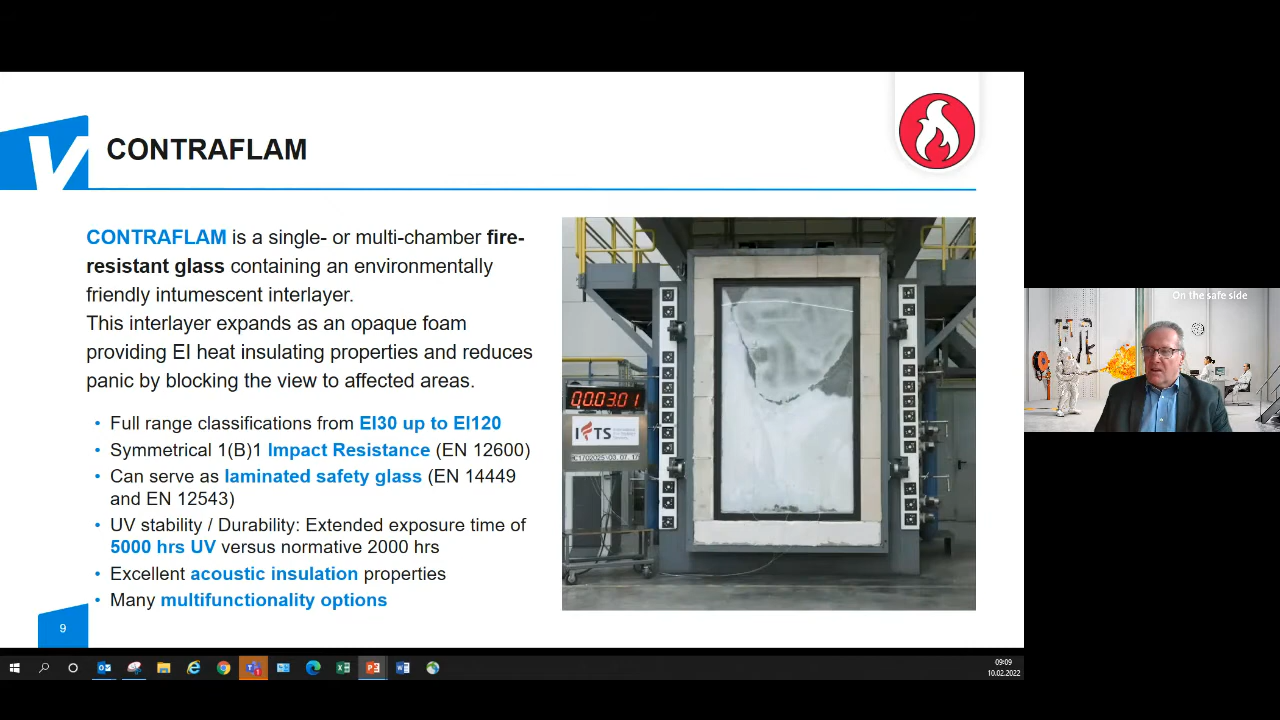 CONTRAFLAM
CONTRAFLAM is a single- or multi-chamber fire-
resistant glass containing an environmentally
friendly intumescent interlayer.
This interlayer expands as an opaque foam
providing EI heat insulating properties and reduces
panic by blocking the view to affected areas.
• Full range classifications from EI30 up to EI120
• Symmetrical 1(B)1 Impact Resistance (EN 12600)
• Can serve as laminated safety glass (EN 14449
and EN 12543)
• UV stability / Durability: Extended exposure time of
5000 hrs UV versus normative 2000 hrs
• Excellent acoustic insulation properties
• Many multifunctionality options
9
00:03:01
On the safe side
09:09
10.02.2022